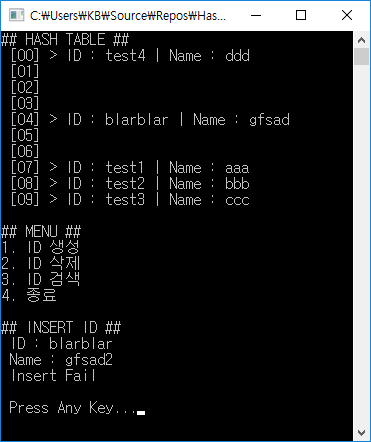 C:₩Users₩KB₩Source₩Repos₩Has...
## HASH TABLE ##
[00] > ID : test4 | Name : ddd
[01]
[02]
[03]
[04] > ID : blarblar | Name : gfsad
[05]
[06]
[07] > ID : test1 | Name : aaa
[08] > ID : test2 | Name : bbb
[09] > ID : test3 | Name : ccc
## MENU ##
1. ID 생성
2. ID 삭제
3. ID 검색
4. 종료
## INSERT ID ##
ID : blarblar
Name : gfsad2
Insert Fail
Press Any Key...